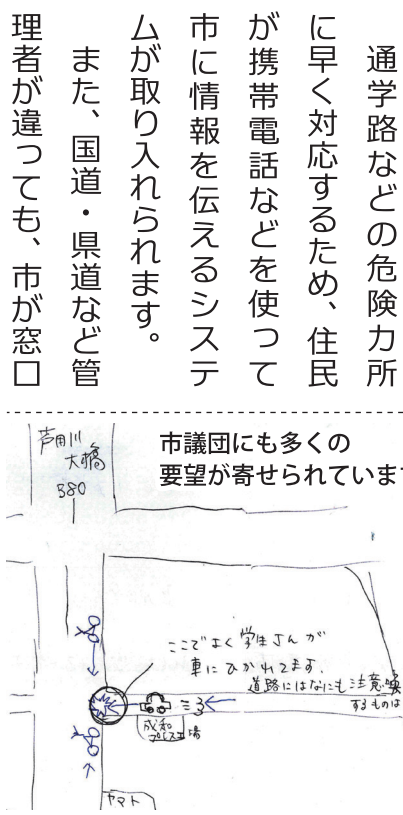 通学路などの危険カ所
に早く対応するため、住民
が携帯電話などを使って
市に情報を伝えるシステ
ムが取り入れられます。
また、国道・県道など管
理者が違っても、市が窓口
市議団にも多くの
要望が寄せられています
芦田川
大橋
380
ここでよく学生さんが
車にひかれてます.
道路にはなにも注意喚
するものは
成和
プレス工場
ヤマト